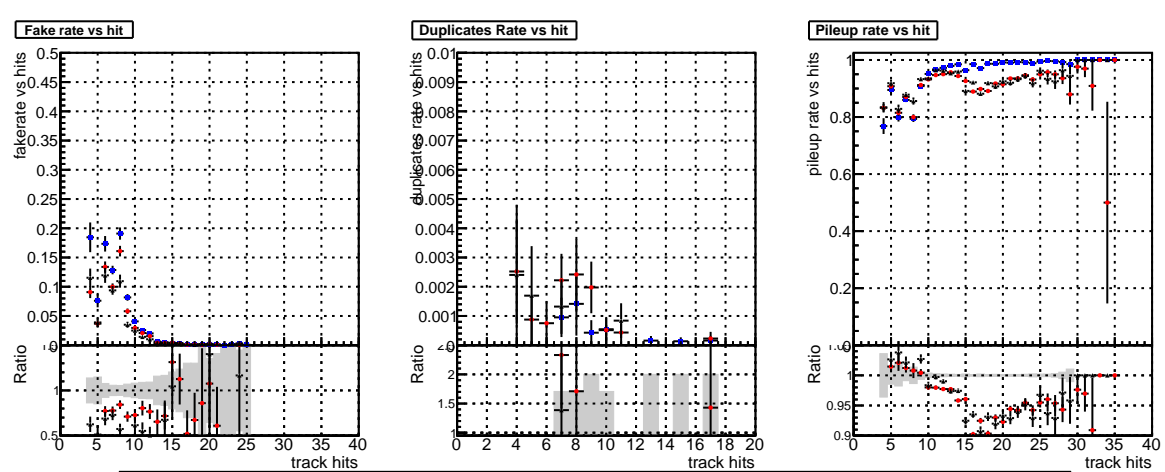 Fake rate vs hit
fakerate vs hits
0.5
0.45
0.4
0.35
0.3
0.25
0.2
0.15
0.1
0.05
Ratio
1
0.5
0 5 10 15 20 25 30 35 40
track hits
Duplicates Rate vs hit
duplicates rate vs hits
0.01
0.009
0.008
0.007
0.006
0.005
0.004
0.003
0.002
0.001
Ratio
2
1.5
1
0 2 4 6 8 10 12 14 16 18 20
track hits
Pileup rate vs hit
pileup rate vs hits
1
0.8
0.6
0.4
0.2
Ratio
1
0.95
0.9
0 5 10 15 20 25 30 35 40
track hits